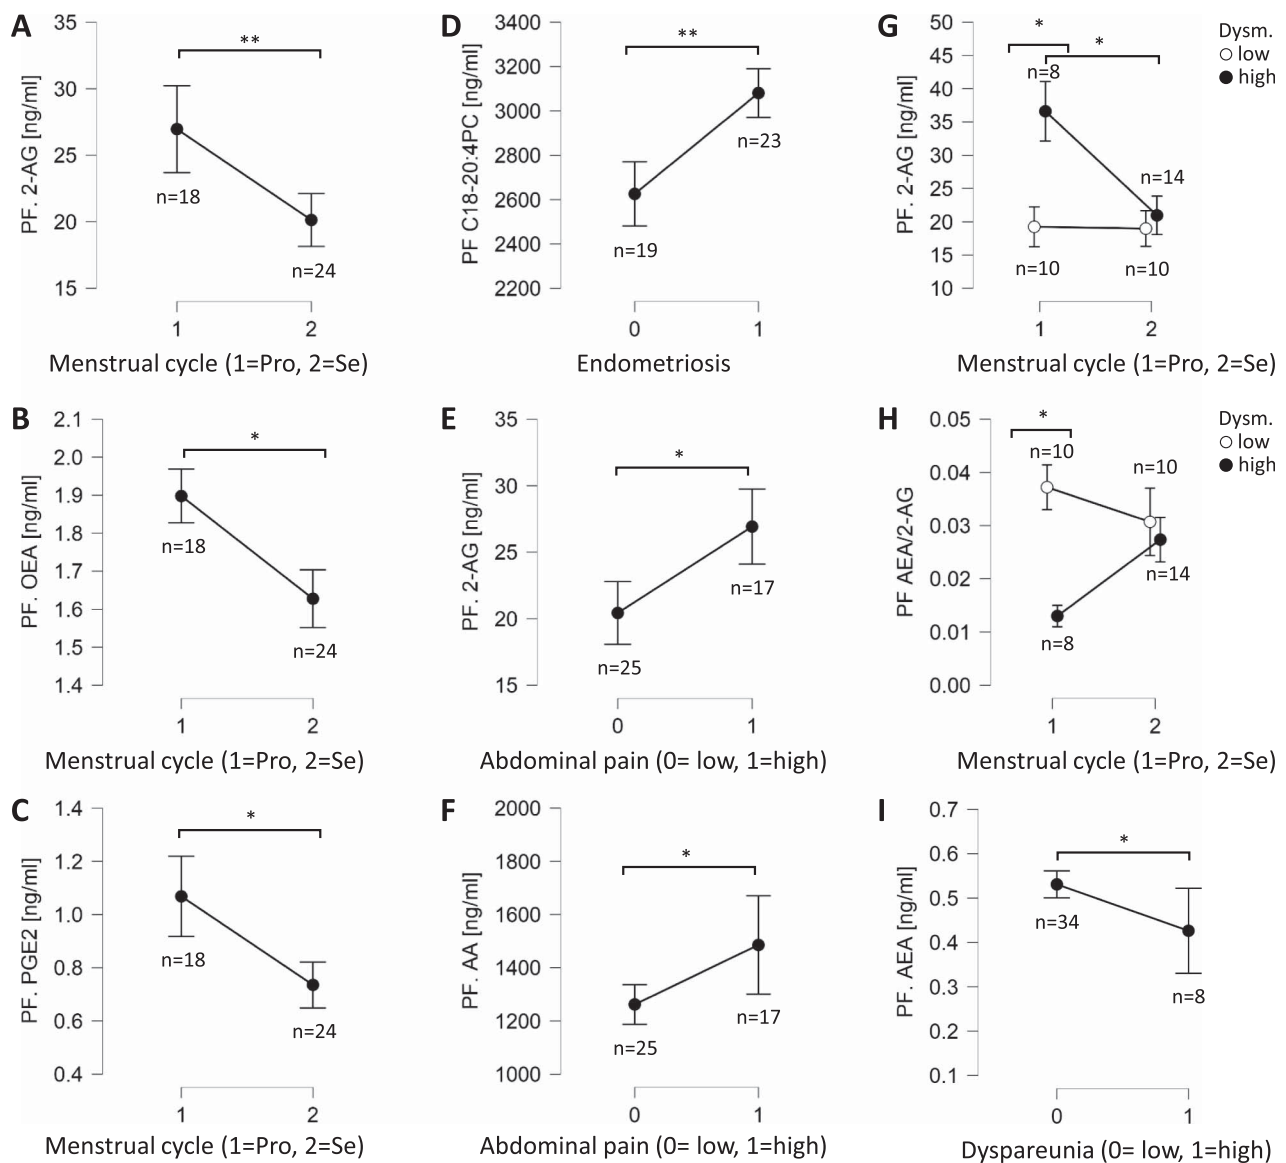 A
PF. 2-AG [ng/ml]
35
30
25
20
15
**
n=18
n=24
1 2
Menstrual cycle (1=Pro, 2=Se)
D
PF C18-20:4PC [ng/ml]
3400
3200
3000
2800
2600
2400
2200
**
n=23
n=19
0 1
Endometriosis
G
PF. 2-AG [ng/ml]
50
45
40
35
30
25
20
15
10
*
*
n=8
n=14
n=10 n=10
1 2
Menstrual cycle (1=Pro, 2=Se)
Dysm.
low
high
B
PF. OEA [ng/ml]
2.1
2.0
1.9
1.8
1.7
1.6
1.5
1.4
*
n=18
n=24
1 2
Menstrual cycle (1=Pro, 2=Se)
E
PF. 2-AG [ng/ml]
35
30
25
20
15
*
n=17
n=25
0 1
Abdominal pain (0= low, 1=high)
H
PF AEA/2-AG
0.05
0.04
0.03
0.02
0.01
0.00
*
n=10
n=10
n=14
n=8
1 2
Menstrual cycle (1=Pro, 2=Se)
Dysm.
low
high
C
PF. PGE2 [ng/ml]
1.4
1.2
1.0
0.8
0.6
0.4
*
n=18
n=24
1 2
Menstrual cycle (1=Pro, 2=Se)
F
PF. AA [ng/ml]
2000
1800
1600
1400
1200
1000
*
n=17
n=25
0 1
Abdominal pain (0= low, 1=high)
I
PF. AEA [ng/ml]
0.7
0.6
0.5
0.4
0.3
0.2
0.1
*
n=34
n=8
0 1
Dyspareunia (0= low, 1=high)